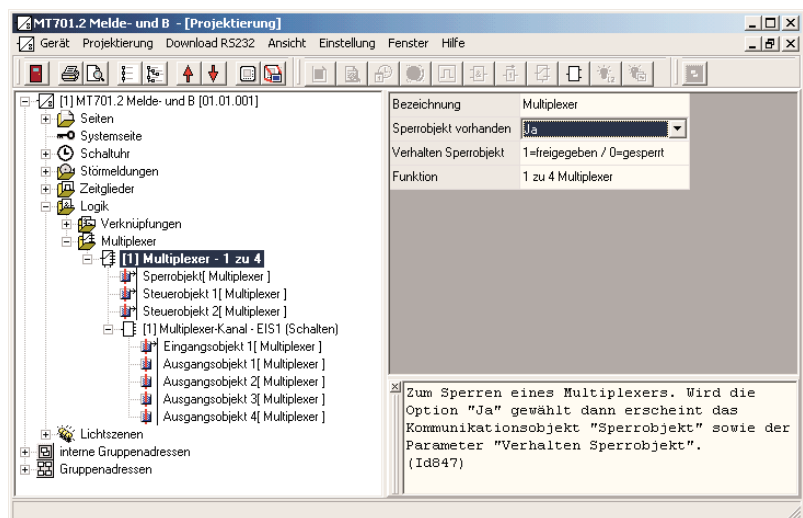 MT701.2 Melde- und B - [Projektierung]
Gerät Projektierung Download RS232 Ansicht Einstellung Fenster Hilfe
[1] MT701.2 Melde- und B [01.01.001]
Seiten
Systemseite
Schaltuhr
Störmeldungen
Zeitglieder
Logik
Verknüpfungen
Multiplexer
[1] Multiplexer - 1 zu 4
Sperrobjekt[ Multiplexer ]
Steuerobjekt 1[ Multiplexer ]
Steuerobjekt 2[ Multiplexer ]
[1] Multiplexer-Kanal - EIS1 (Schalten)
Eingangsobjekt 1[ Multiplexer ]
Ausgangsobjekt 1[ Multiplexer ]
Ausgangsobjekt 2[ Multiplexer ]
Ausgangsobjekt 3[ Multiplexer ]
Ausgangsobjekt 4[ Multiplexer ]
Lichtszenen
interne Gruppenadressen
Gruppenadressen
Bezeichnung Multiplexer
Sperrobjekt vorhanden Ja
Verhalten Sperrobjekt 1=freigegeben / 0=gesperrt
Funktion 1 zu 4 Multiplexer
Zum Sperren eines Multiplexers. Wird die
Option "Ja" gewählt dann erscheint das
Kommunikationsobjekt "Sperrobjekt" sowie der
Parameter "Verhalten Sperrobjekt".
(Id847)